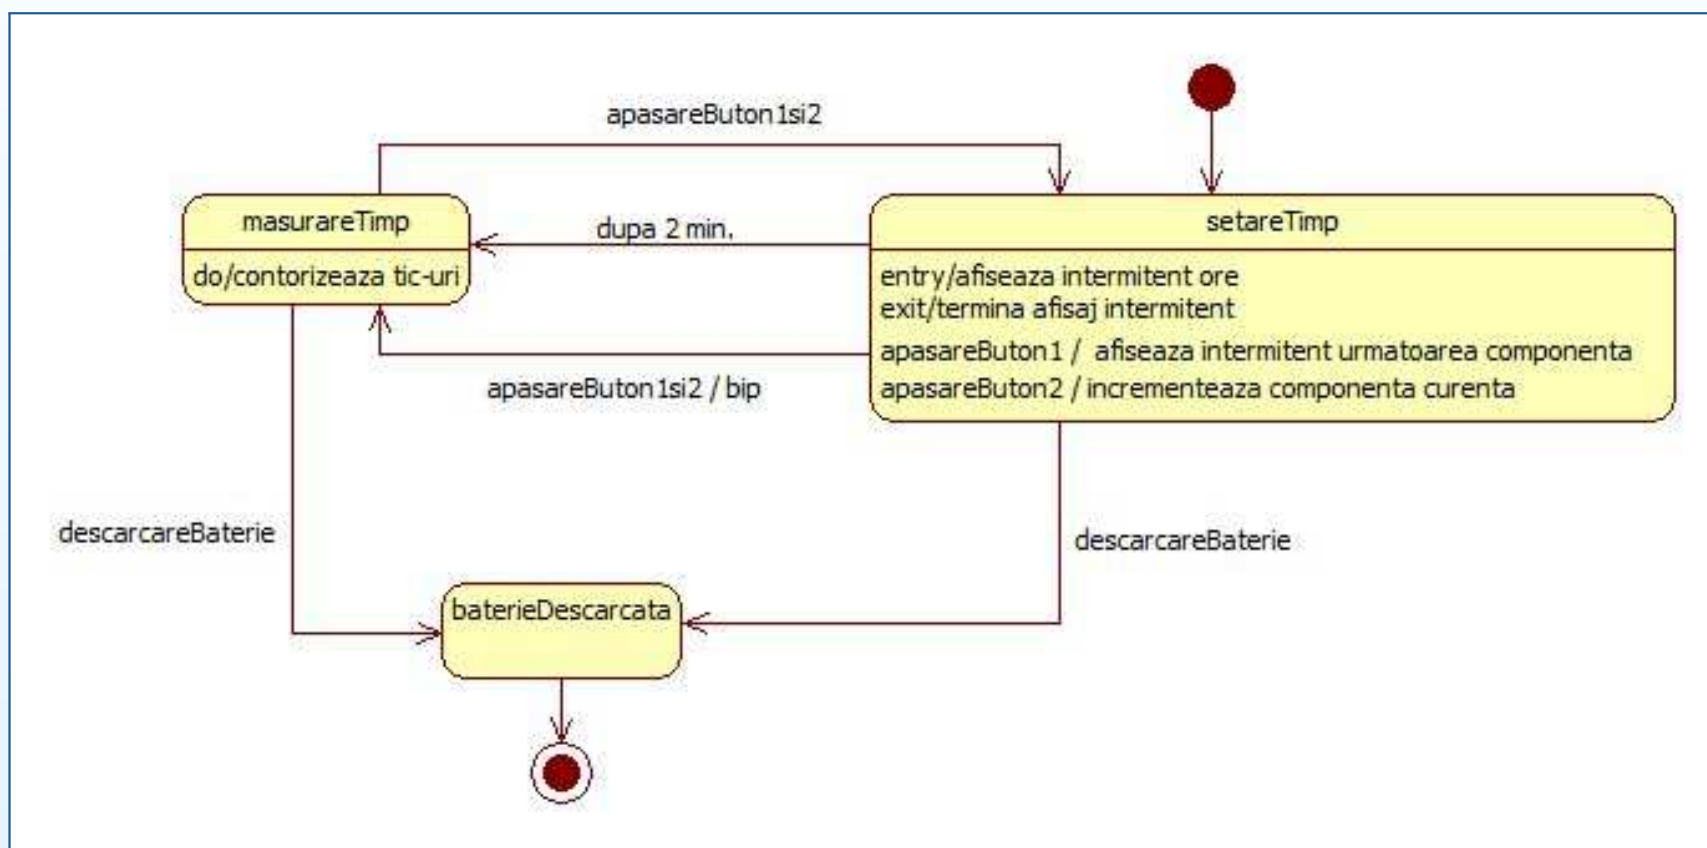 apasareButon1si2
masurareTimp
do/contorizeaza tic-uri
dupa 2 min.
setareTimp
entry/afiseaza intermitent ore
exit/termina afisaj intermitent
apasareButon1 / afiseaza intermitent urmatoarea componenta
apasareButon2 / incrementeaza componenta curenta
apasareButon1si2 / bip
descarcareBaterie
descarcareBaterie
baterieDescarcata